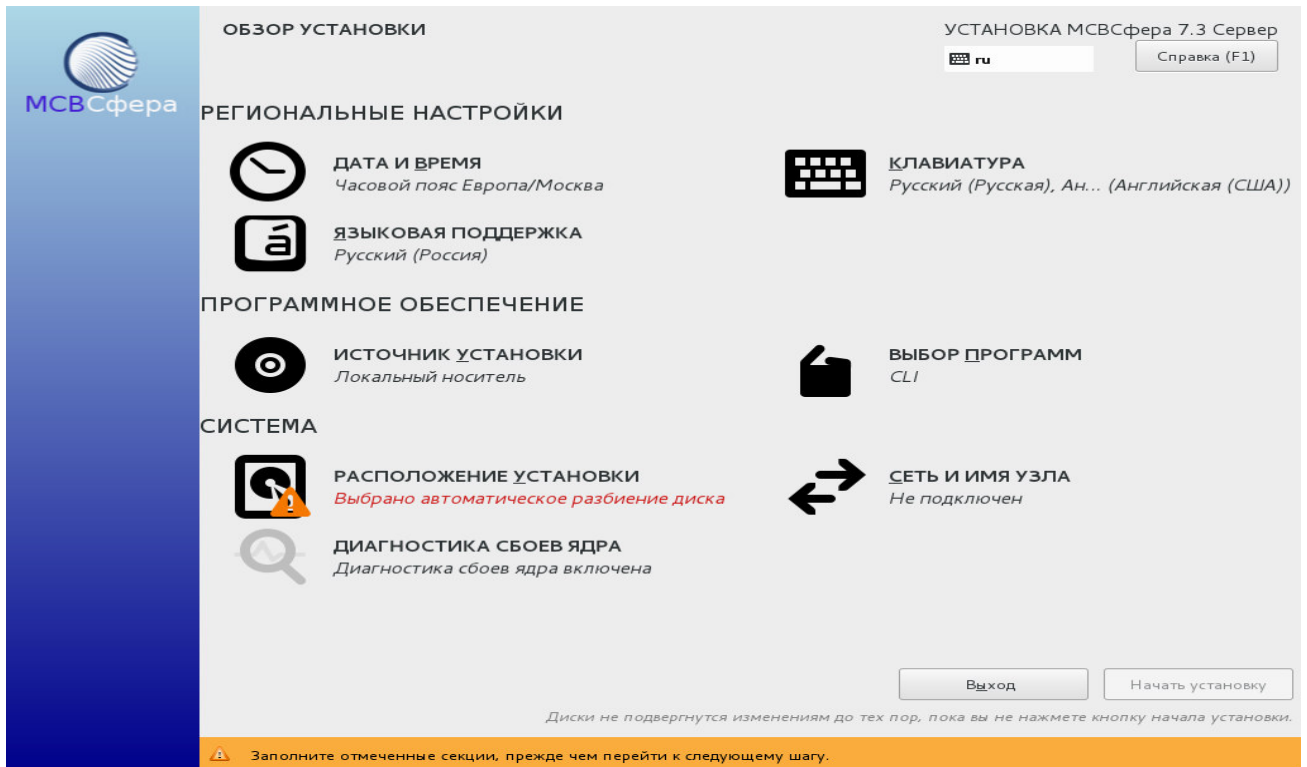 МСВСфера
ОБЗОР УСТАНОВКИ
УСТАНОВКА МСВСфера 7.3 Сервер
ru
Справка (F1)
РЕГИОНАЛЬНЫЕ НАСТРОЙКИ
ДАТА И ВРЕМЯ
Часовой пояс Европа/Москва
КЛАВИАТУРА
Русский (Русская), Ан... (Английская (США))
á
ЯЗЫКОВАЯ ПОДДЕРЖКА
Русский (Россия)
ПРОГРАММНОЕ ОБЕСПЕЧЕНИЕ
ИСТОЧНИК УСТАНОВКИ
Локальный носитель
ВЫБОР ПРОГРАММ
CLI
СИСТЕМА
РАСПОЛОЖЕНИЕ УСТАНОВКИ
Выбрано автоматическое разбиение диска
СЕТЬ И ИМЯ УЗЛА
Не подключен
ДИАГНОСТИКА СБОЕВ ЯДРА
Диагностика сбоев ядра включена
Выход
Начать установку
Диски не подвергнутся изменениям до тех пор, пока вы не нажмете кнопку начала установки.
Заполните отмеченные секции, прежде чем перейти к следующему шагу.